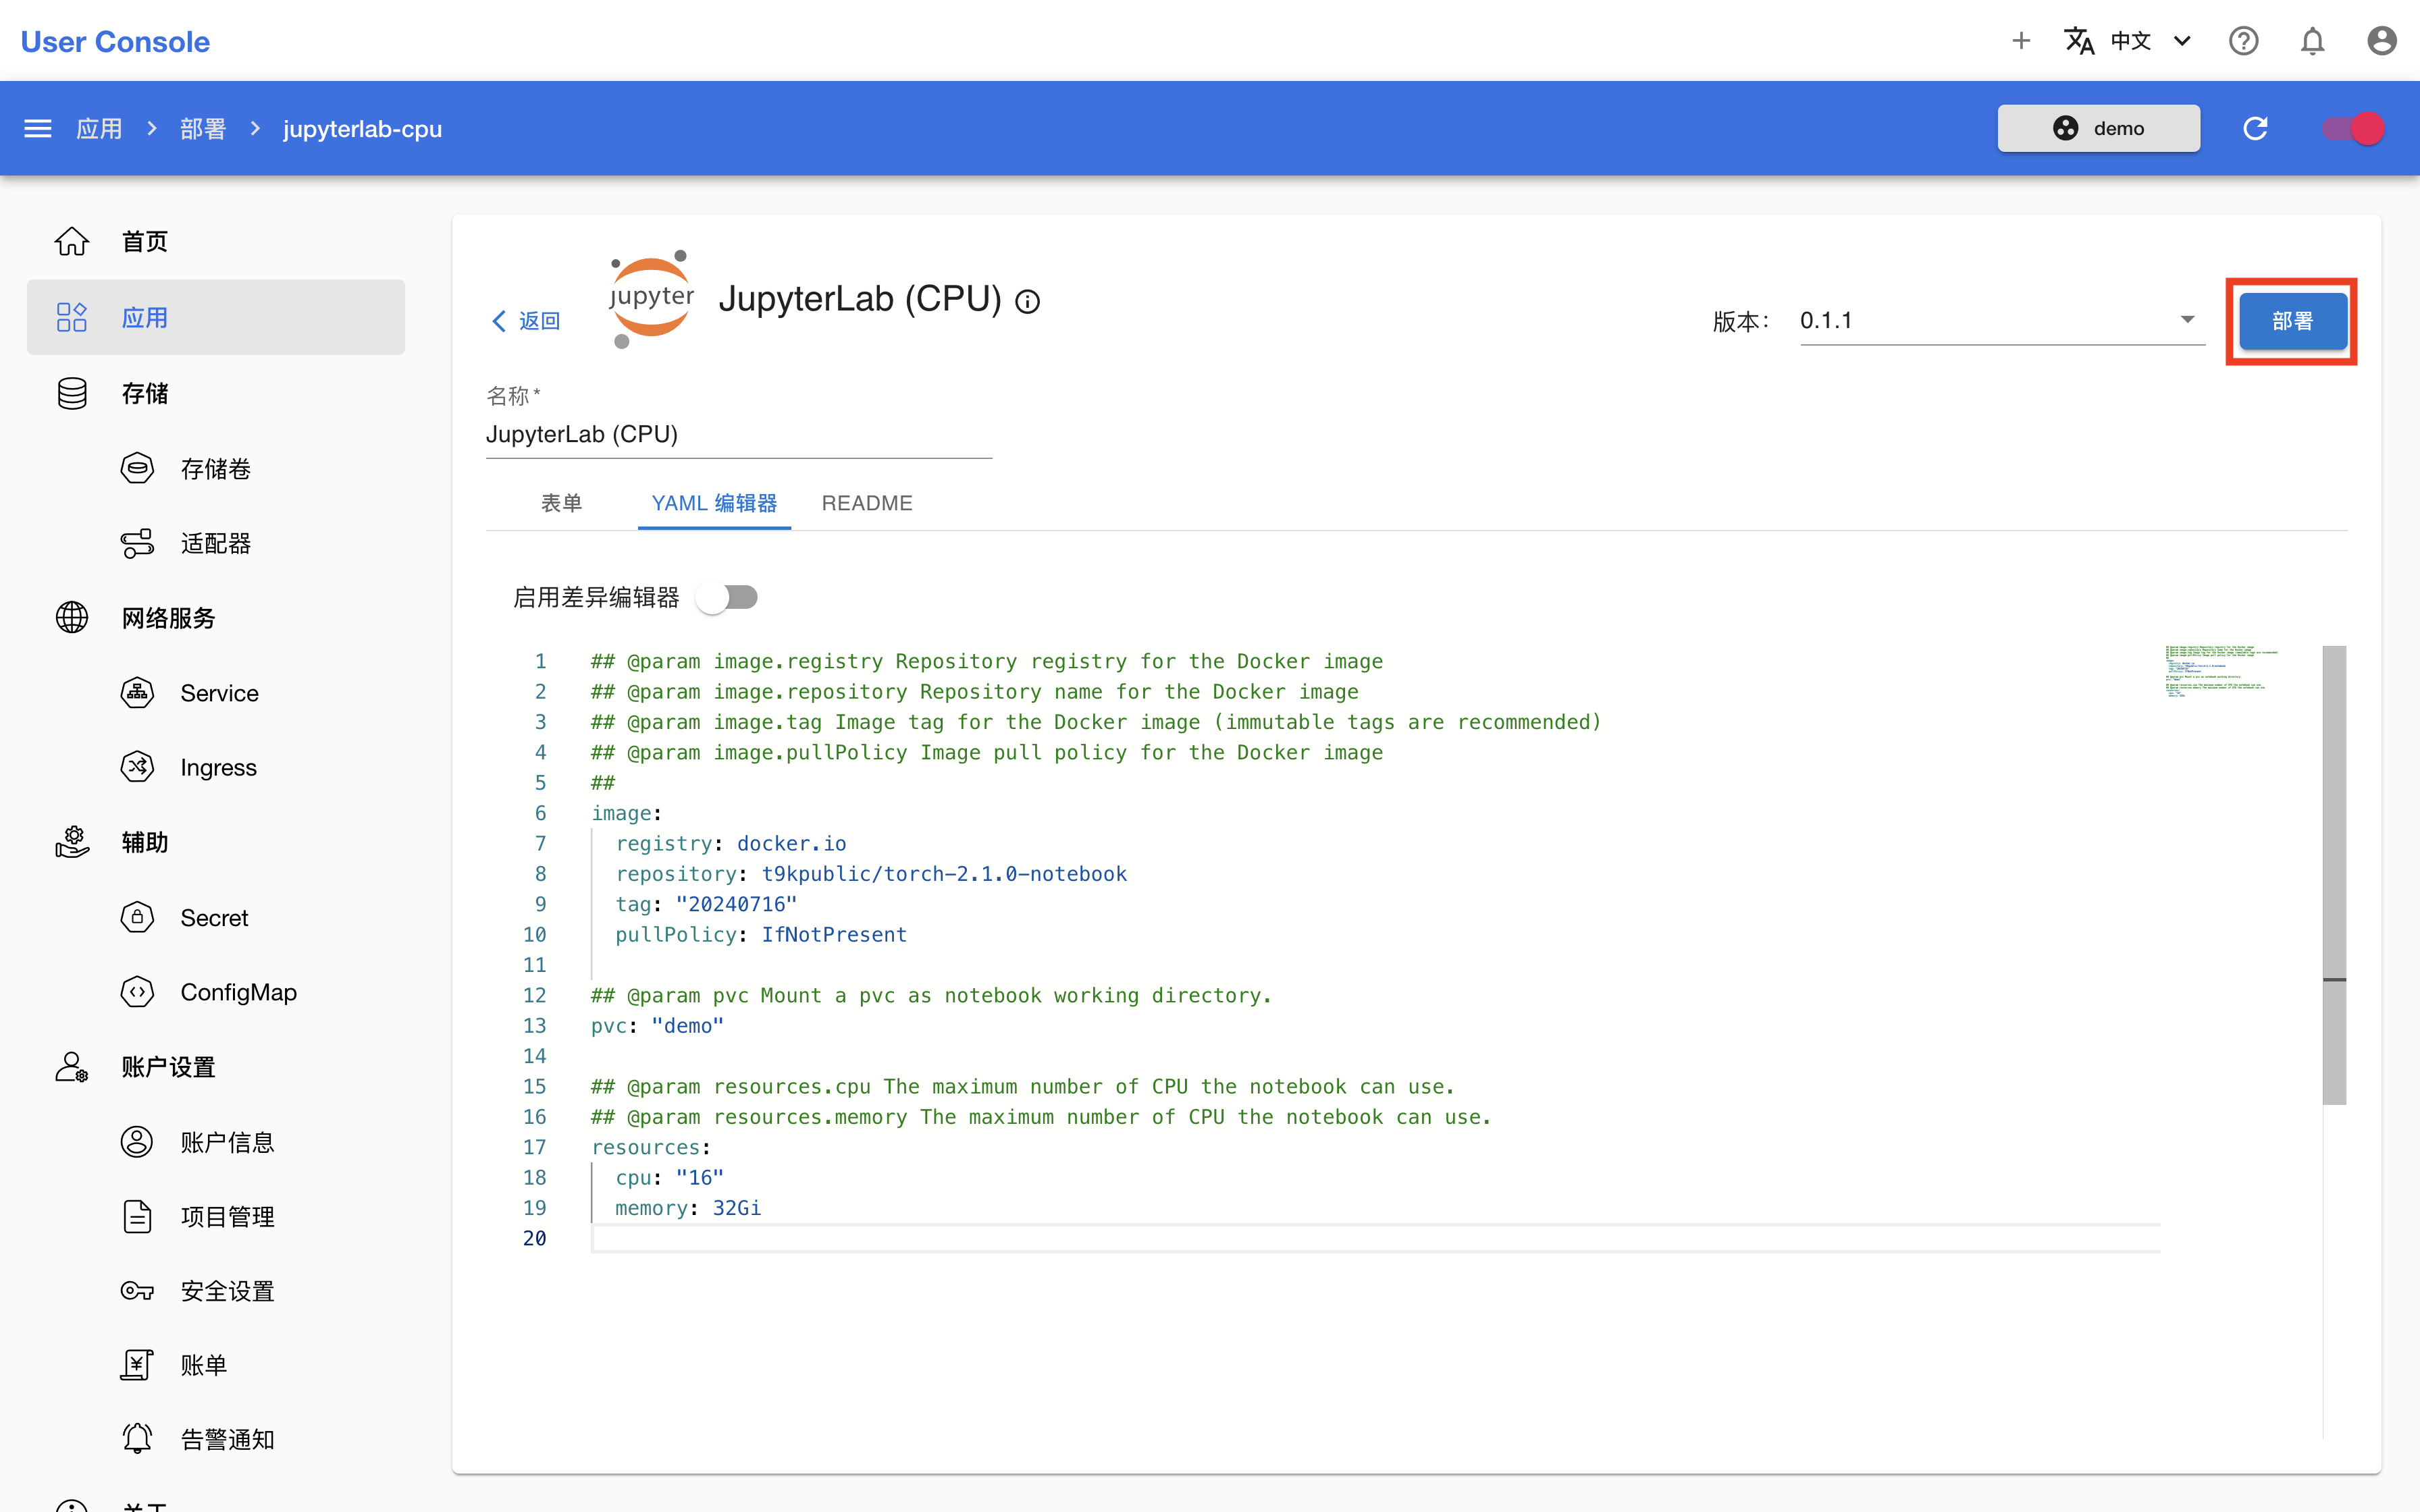 User Console
中文
应用 > 部署 > jupyterlab-cpu
demo
首页
应用
存储
存储卷
适配器
网络服务
Service
Ingress
辅助
Secret
ConfigMap
账户设置
账户信息
项目管理
安全设置
账单
告警通知
返回
jupyter
JupyterLab (CPU)
版本：
0.1.1
部署
名称 *
JupyterLab (CPU)
表单
YAML 编辑器
README
启用差异编辑器
1 ## @param image.registry Repository registry for the Docker image
2 ## @param image.repository Repository name for the Docker image
3 ## @param image.tag Image tag for the Docker image (immutable tags are recommended)
4 ## @param image.pullPolicy Image pull policy for the Docker image
5 ##
6 image:
7 registry: docker.io
8 repository: t9kpublic/torch-2.1.0-notebook
9 tag: "20240716"
10 pullPolicy: IfNotPresent
11
12 ## @param pvc Mount a pvc as notebook working directory.
13 pvc: "demo"
14
15 ## @param resources.cpu The maximum number of CPU the notebook can use.
16 ## @param resources.memory The maximum number of CPU the notebook can use.
17 resources:
18 cpu: "16"
19 memory: 32Gi
20